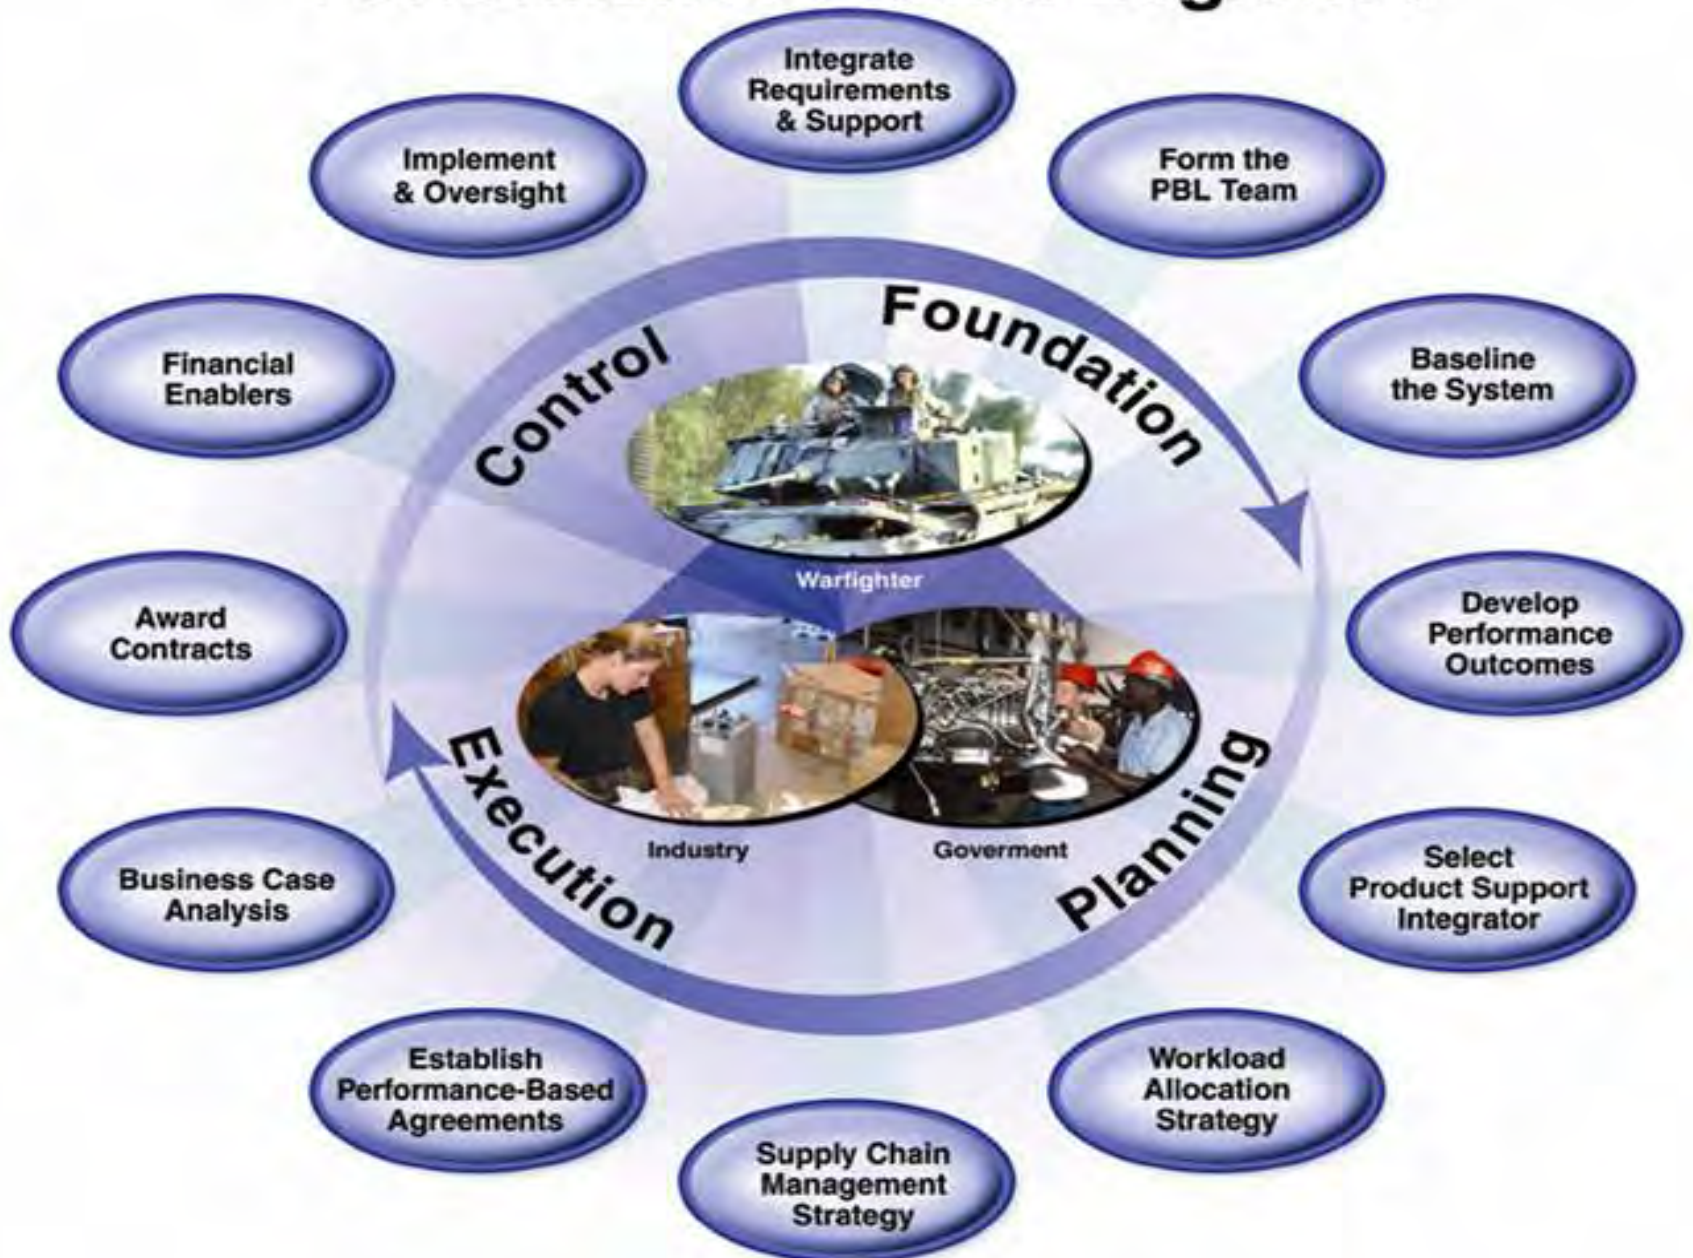 Integrate
Requirements
& Support
Form the
PBL Team
Baseline
the System
Develop
Performance
Outcomes
Select
Product Support
Integrator
Workload
Allocation
Strategy
Supply Chain
Management
Strategy
Establish
Performance-Based
Agreements
Business Case
Analysis
Award
Contracts
Financial
Enablers
Implement
& Oversight
Control
Foundation
Planning
Execution
Warfighter
Industry
Goverment